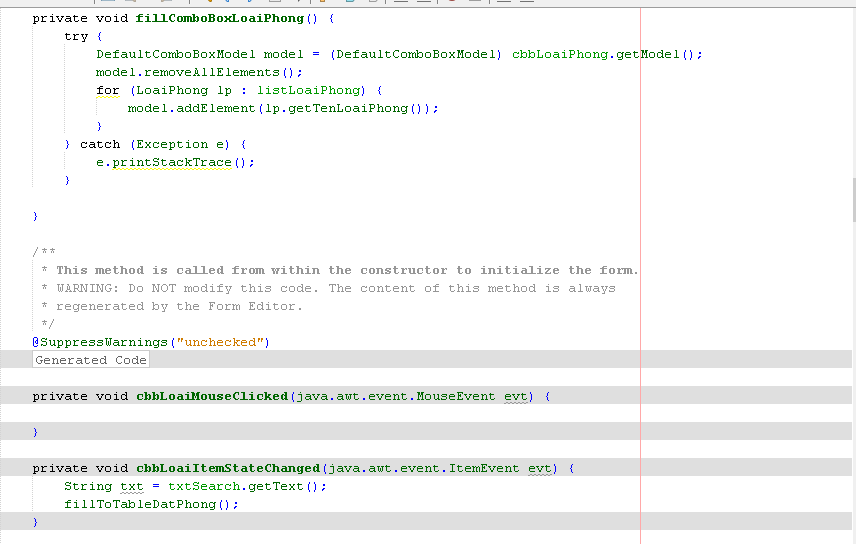 private void fillComboBoxLoaiPhong() {
try {
DefaultComboBoxModel model = (DefaultComboBoxModel) cbbLoaiPhong.getModel();
model.removeAllElements();
for (LoaiPhong lp : listLoaiPhong) {
model.addElement(lp.getTenLoaiPhong());
}
} catch (Exception e) {
e.printStackTrace();
}
}
/**
* This method is called from within the constructor to initialize the form.
* WARNING: Do NOT modify this code. The content of this method is always
* regenerated by the Form Editor.
*/
@SuppressWarnings("unchecked")
Generated Code
private void cbbLoaiMouseClicked(java.awt.event.MouseEvent evt) {
}
private void cbbLoaiItemStateChanged(java.awt.event.ItemEvent evt) {
String txt = txtSearch.getText();
fillToTableDatPhong();
}